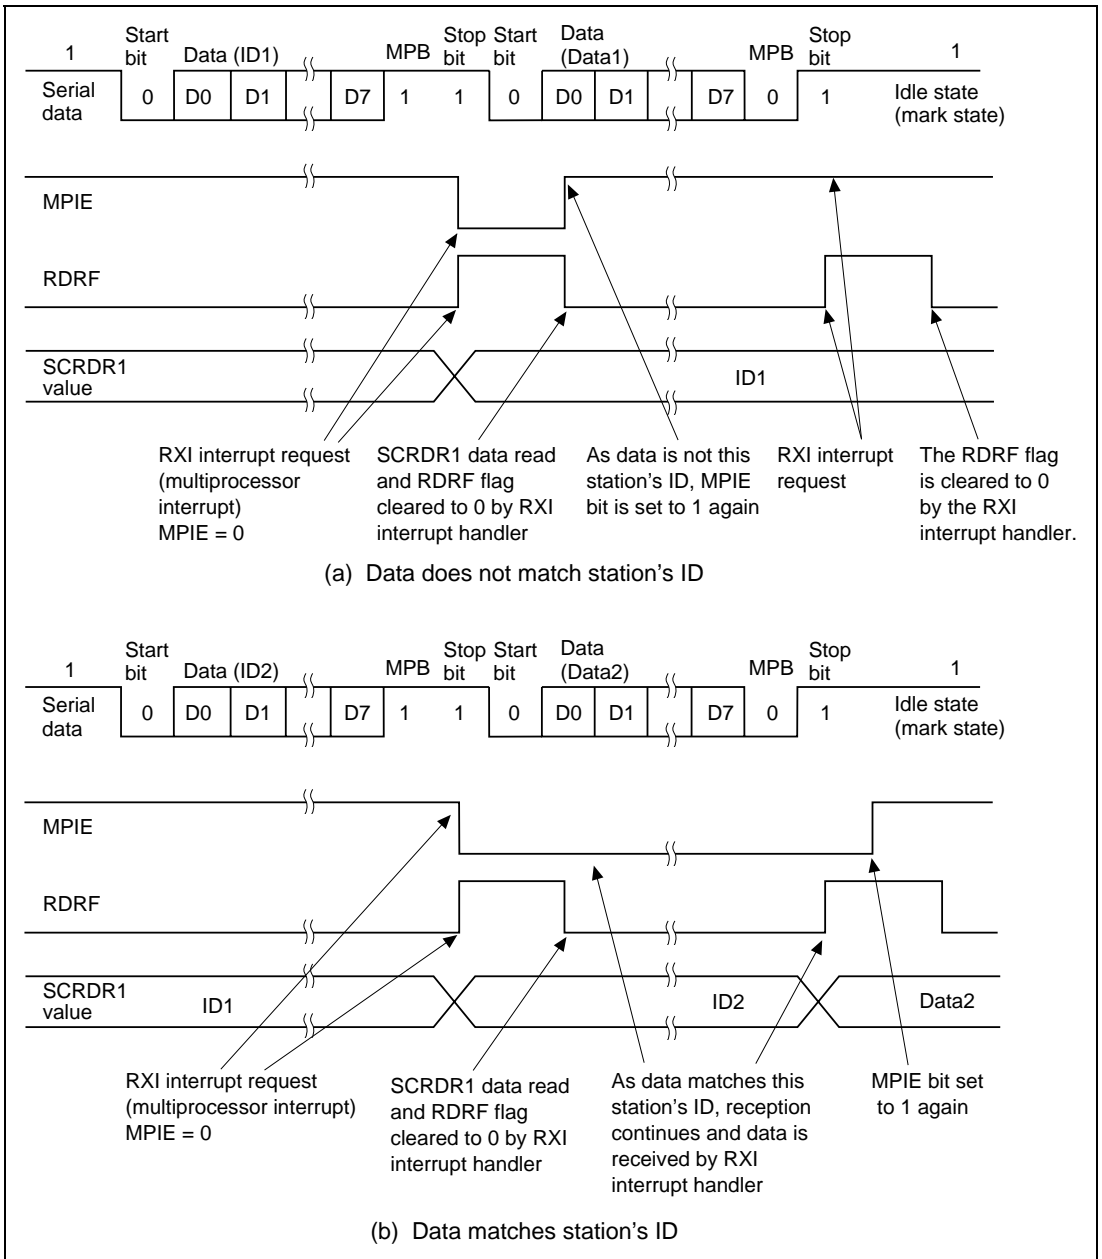 Start Stop Start Data Stop
1 bit Data (ID1) MPB bit bit (Data1) MPB bit 1
Serial data 0 D0 D1 D7 1 1 0 D0 D1 D7 0 1 Idle state (mark state)
MPIE
RDRF
SCRDR1
value
ID1
RXI interrupt request
(multiprocessor
interrupt)
MPIE = 0
SCRDR1 data read
and RDRF flag
cleared to 0 by RXI
interrupt handler
As data is not this
station's ID, MPIE
bit is set to 1 again
RXI interrupt
request
The RDRF flag
is cleared to 0
by the RXI
interrupt handler.
(a) Data does not match station's ID
Start Stop Start Data Stop
1 bit Data (ID2) MPB bit bit (Data2) MPB bit 1
Serial data 0 D0 D1 D7 1 1 0 D0 D1 D7 0 1 Idle state (mark state)
MPIE
RDRF
SCRDR1
value
ID1
ID2
Data2
RXI interrupt request
(multiprocessor interrupt)
MPIE = 0
SCRDR1 data read
and RDRF flag
cleared to 0 by RXI
interrupt handler
As data matches this
station's ID, reception
continues and data is
received by RXI
interrupt handler
MPIE bit set
to 1 again
(b) Data matches station's ID